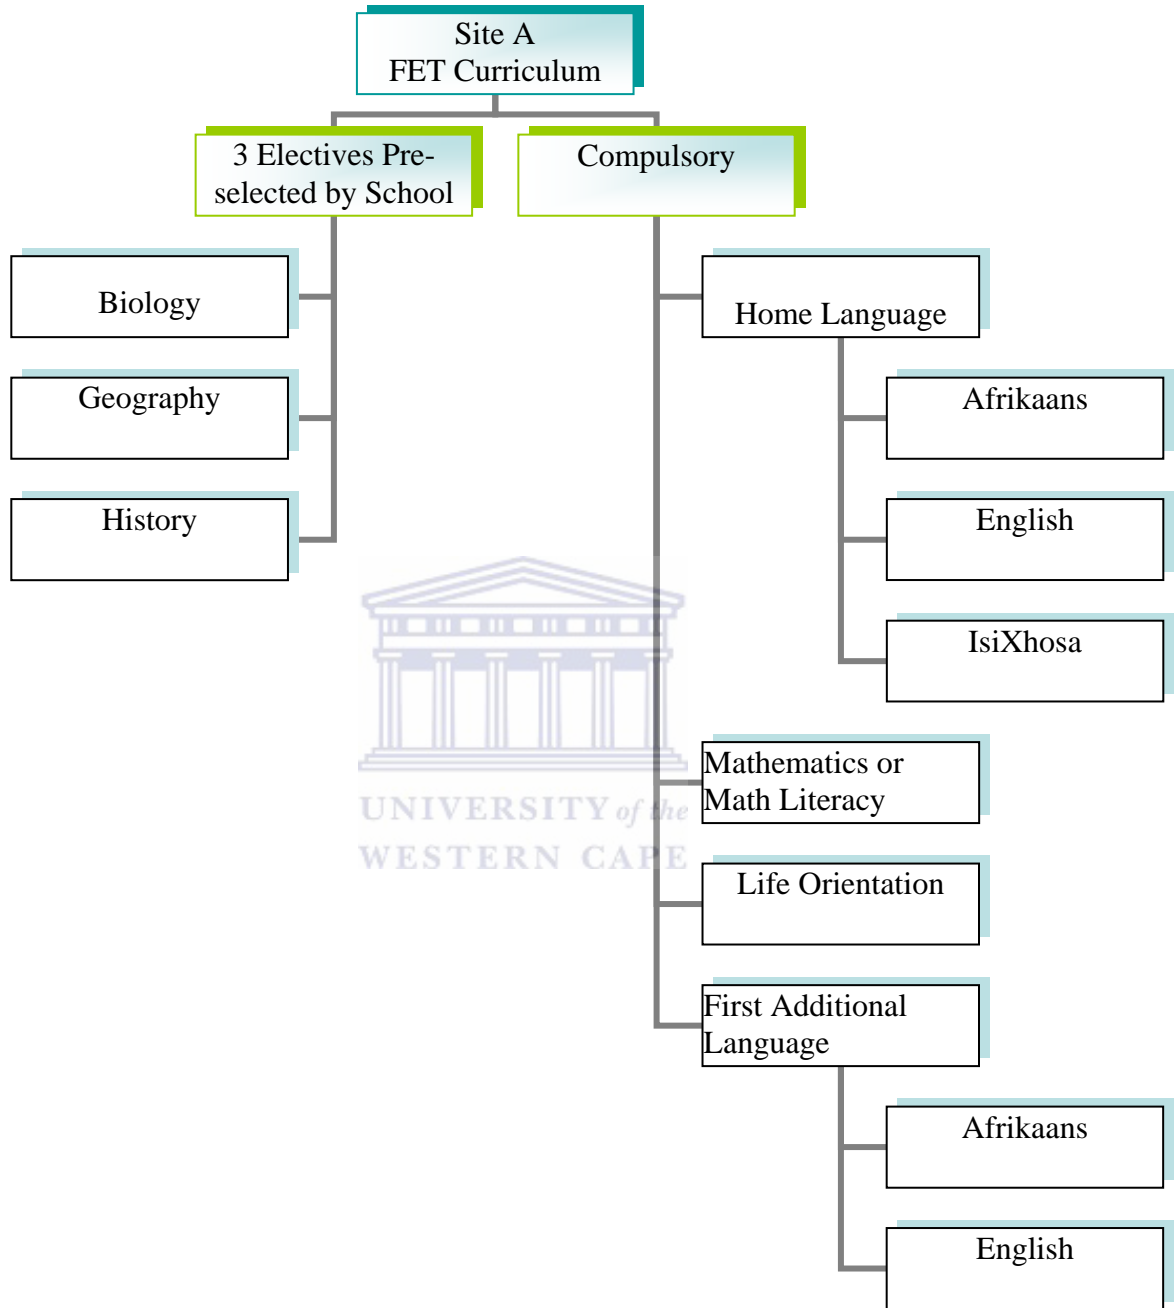 Site A
FET Curriculum
3 Electives Pre-
selected by School
Compulsory
Biology
Geography
History
Home Language
Afrikaans
English
IsiXhosa
Mathematics or
Math Literacy
Life Orientation
First Additional
Language
Afrikaans
English
UNIVERSITY of the
WESTERN CAPE